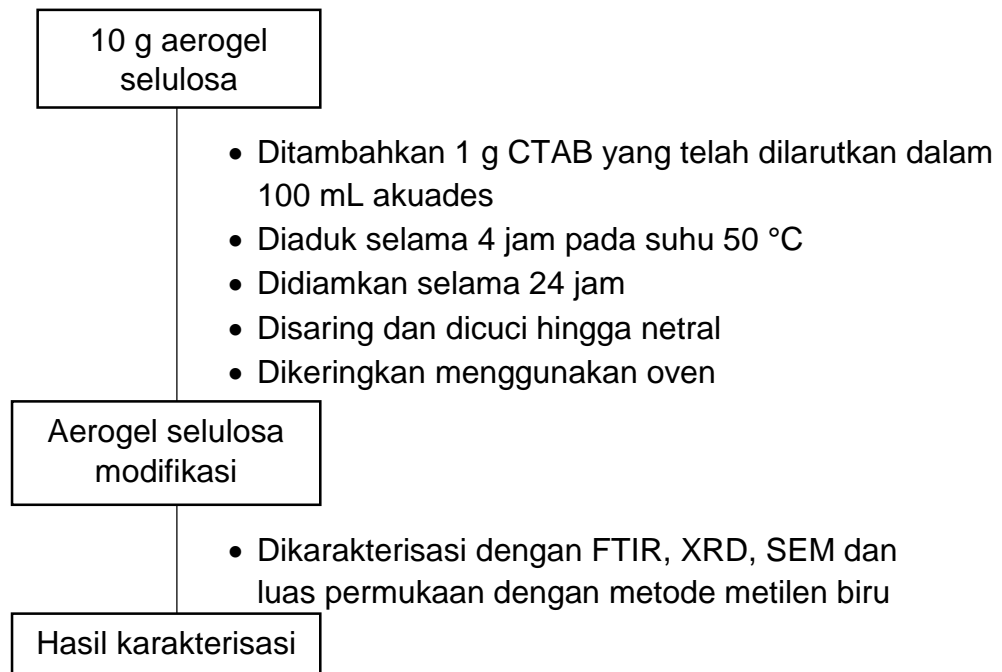 10 g aerogel
selulosa
• Ditambahkan 1 g CTAB yang telah dilarutkan dalam
100 mL akuades
• Diaduk selama 4 jam pada suhu 50 °C
• Didiamkan selama 24 jam
• Disaring dan dicuci hingga netral
• Dikeringkan menggunakan oven
Aerogel selulosa
modifikasi
• Dikarakterisasi dengan FTIR, XRD, SEM dan
luas permukaan dengan metode metilen biru
Hasil karakterisasi